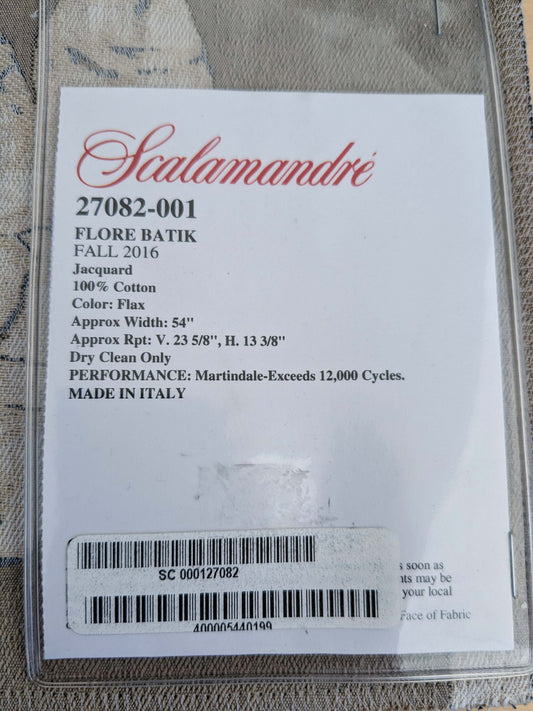 Scalamandré
27082-001
FLORE BATIK
FALL 2016
Jacquard
100% Cotton
Color: Flax
Approx Width: 54"
Approx Rpt: V. 23 5/8", H. 13 3/8"
Dry Clean Only
PERFORMANCE: Martindale-Exceeds 12,000 Cycles.
MADE IN ITALY
SC 000127082
400005440199
soon as
may be
your local
Face of Fabric